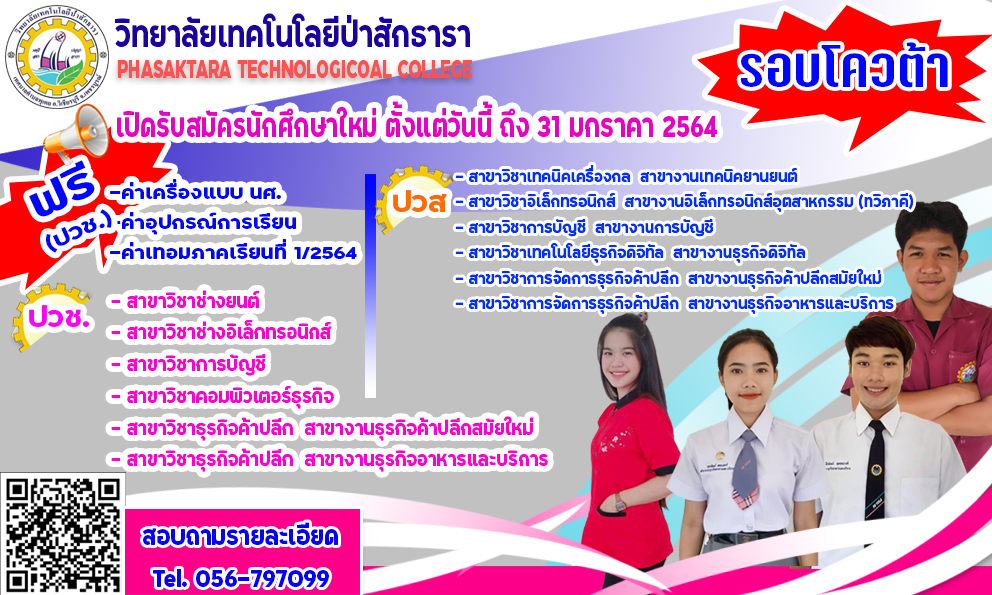 วิทยาลัยเทคโนโลยีป่าสักธารา
PHASAKTARA TECHNOLOGICOAL COLLEGE
รอบโควต้า
เปิดรับสมัครนักศึกษาใหม่ ตั้งแต่วันนี้ ถึง 31 มกราคา 2564
ฟรี
(ปวช.)
-ค่าเครื่องแบบ นศ.
-ค่าอุปกรณ์การเรียน
-ค่าเทอมภาคเรียนที่ 1/2564
ปวช.
- สาขาวิชาช่างยนต์
- สาขาวิชาช่างอิเล็กทรอนิกส์
- สาขาวิชาการบัญชี
- สาขาวิชาคอมพิวเตอร์ธุรกิจ
- สาขาวิชาธุรกิจค้าปลีก สาขางานธุรกิจค้าปลีกสมัยใหม่
- สาขาวิชาธุรกิจค้าปลีก สาขางานธุรกิจอาหารและบริการ
ปวส
- สาขาวิชาเทคนิคเครื่องกล สาขางานเทคนิคยานยนต์
- สาขาวิชาอิเล็กทรอนิกส์ สาขางานอิเล็กทรอนิกส์อุตสาหกรรม (ทวิภาคี)
- สาขาวิชาการบัญชี สาขางานการบัญชี
- สาขาวิชาเทคโนโลยีธุรกิจดิจิทัล สาขางานธุรกิจดิจิทัล
- สาขาวิชาการจัดการธุรกิจค้าปลีก สาขางานธุรกิจค้าปลีกสมัยใหม่
- สาขาวิชาการจัดการธุรกิจค้าปลีก สาขางานธุรกิจอาหารและบริการ
สอบถามรายละเอียด
Tel. 056-797099